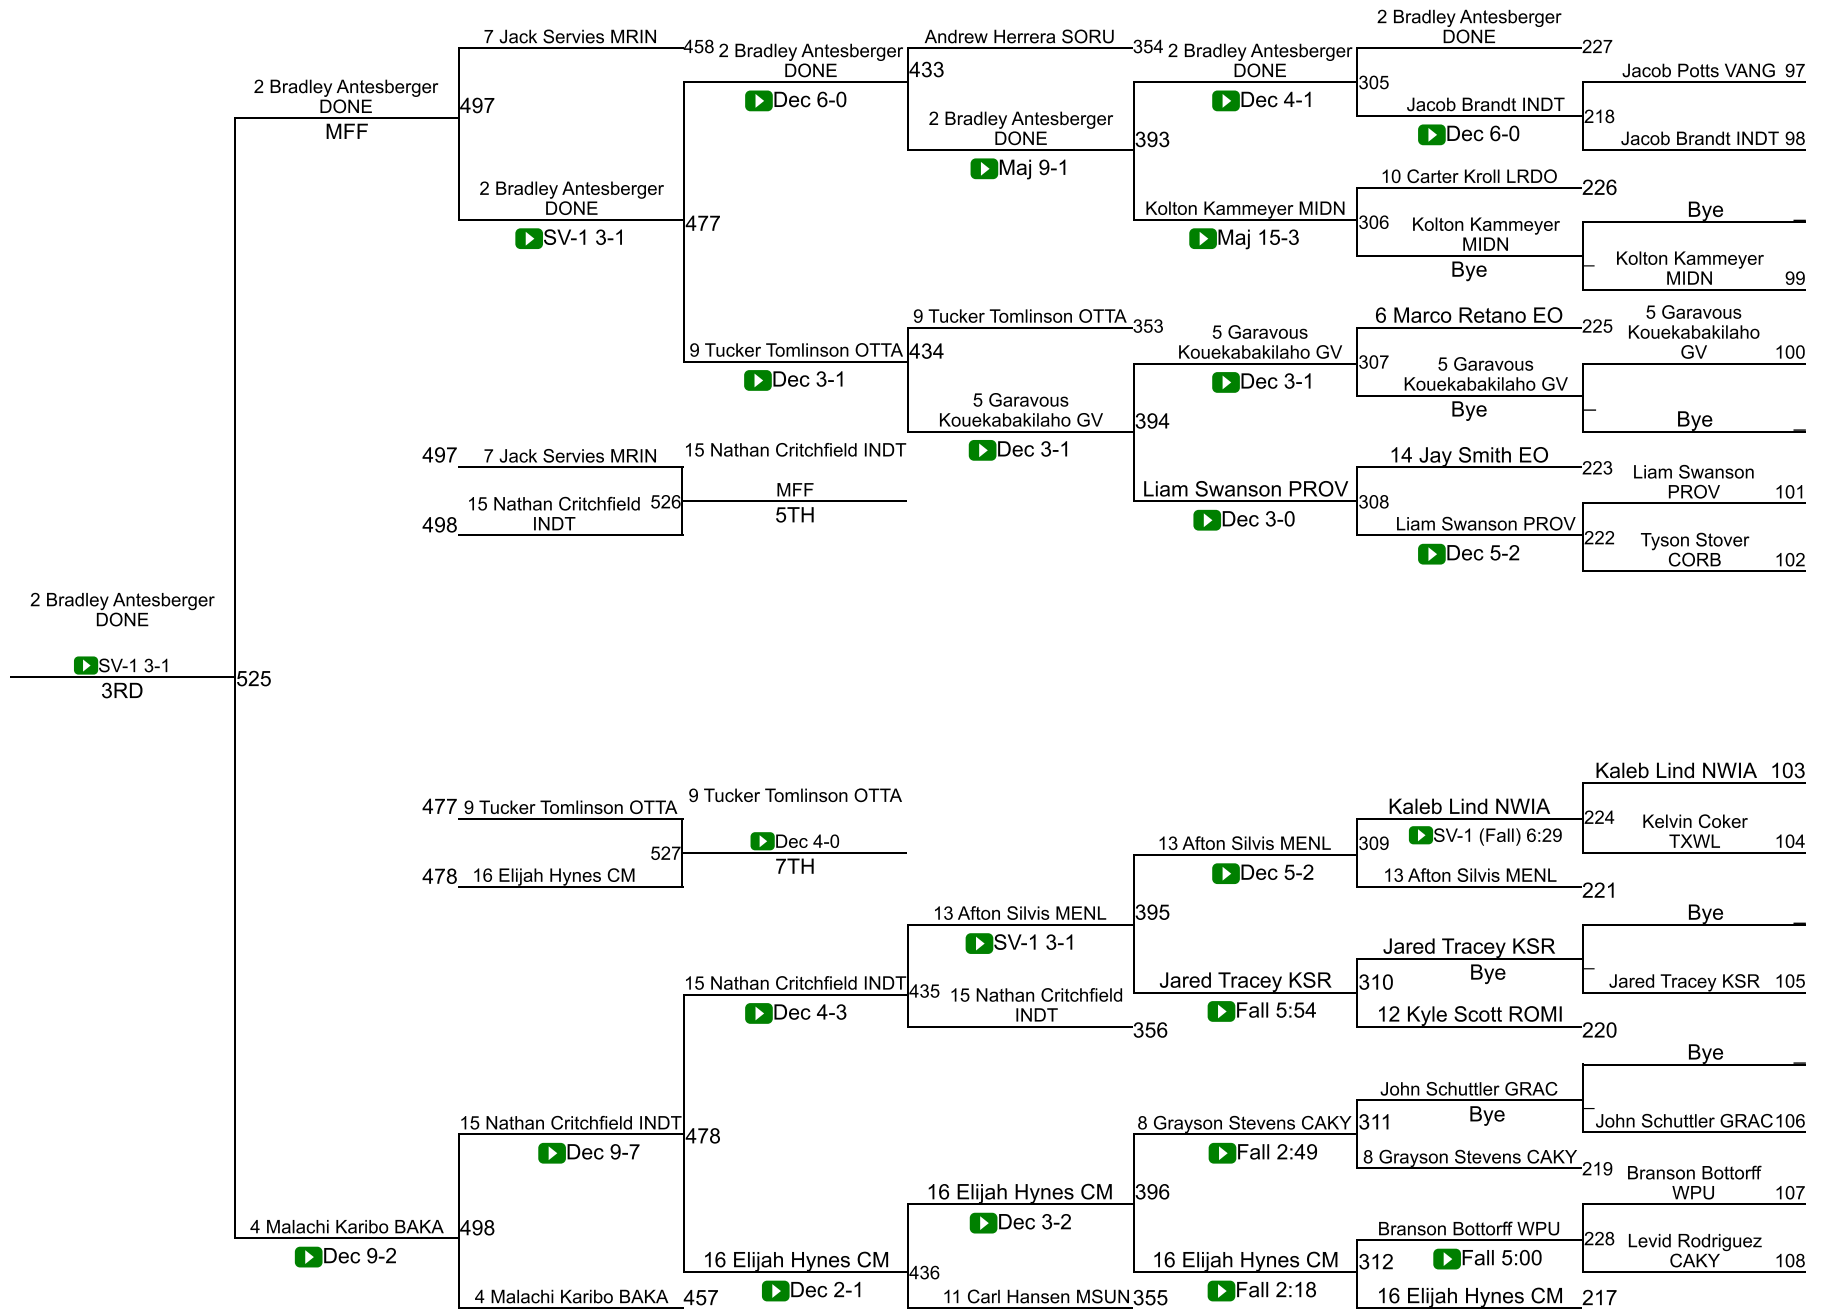 2 Bradley Antesberger
DONE
SV-1 3-1
3RD
525
2 Bradley Antesberger
DONE
MFF
497
4 Malachi Karibo BAKA
Dec 9-2
498
7 Jack Servies MRIN
458
2 Bradley Antesberger
DONE
SV-1 3-1
477
497
7 Jack Servies MRIN
15 Nathan Critchfield
INDT
498
526
15 Nathan Critchfield INDT
MFF
5TH
477
9 Tucker Tomlinson OTTA
478
16 Elijah Hynes CM
527
9 Tucker Tomlinson OTTA
Dec 4-0
7TH
15 Nathan Critchfield INDT
Dec 9-7
478
4 Malachi Karibo BAKA
457
2 Bradley Antesberger
DONE
Dec 6-0
433
9 Tucker Tomlinson OTTA
Dec 3-1
434
15 Nathan Critchfield INDT
Dec 4-3
435
16 Elijah Hynes CM
Dec 2-1
436
Andrew Herrera SORU
354
2 Bradley Antesberger
DONE
Maj 9-1
393
9 Tucker Tomlinson OTTA
353
5 Garavous
Kouekabakilaho GV
Dec 3-1
394
13 Afton Silvis MENL
SV-1 3-1
395
15 Nathan Critchfield
INDT
356
16 Elijah Hynes CM
Dec 3-2
396
11 Carl Hansen MSUN
355
2 Bradley Antesberger
DONE
Dec 4-1
305
Kolton Kammeyer MIDN
Maj 15-3
306
5 Garavous
Kouekabakilaho GV
Dec 3-1
307
Liam Swanson PROV
Dec 3-0
308
13 Afton Silvis MENL
Dec 5-2
309
Jared Tracey KSR
Fall 5:54
310
8 Grayson Stevens CAKY
Fall 2:49
311
16 Elijah Hynes CM
Fall 2:18
312
2 Bradley Antesberger
DONE
227
Jacob Brandt INDT
Dec 6-0
218
10 Carter Kroll LRDO
226
Kolton Kammeyer
MIDN
Bye
6 Marco Retano EO
225
5 Garavous
Kouekabakilaho GV
Bye
14 Jay Smith EO
223
Liam Swanson PROV
Dec 5-2
222
Kaleb Lind NWIA
SV-1 (Fall) 6:29
224
13 Afton Silvis MENL
221
Jared Tracey KSR
Bye
12 Kyle Scott ROMI
220
John Schuttler GRAC
Bye
8 Grayson Stevens CAKY
219
Branson Bottorff WPU
Fall 5:00
228
16 Elijah Hynes CM
217
Jacob Potts VANG 97
Jacob Brandt INDT 98
Bye
Kolton Kammeyer
MIDN 99
5 Garavous
Kouekabakilaho
GV 100
Bye
Liam Swanson
PROV 101
Tyson Stover
CORB 102
Kaleb Lind NWIA 103
Kelvin Coker
TXWL 104
Bye
Jared Tracey KSR 105
Bye
John Schuttler GRAC 106
Branson Bottorff
WPU 107
Levid Rodriguez
CAKY 108